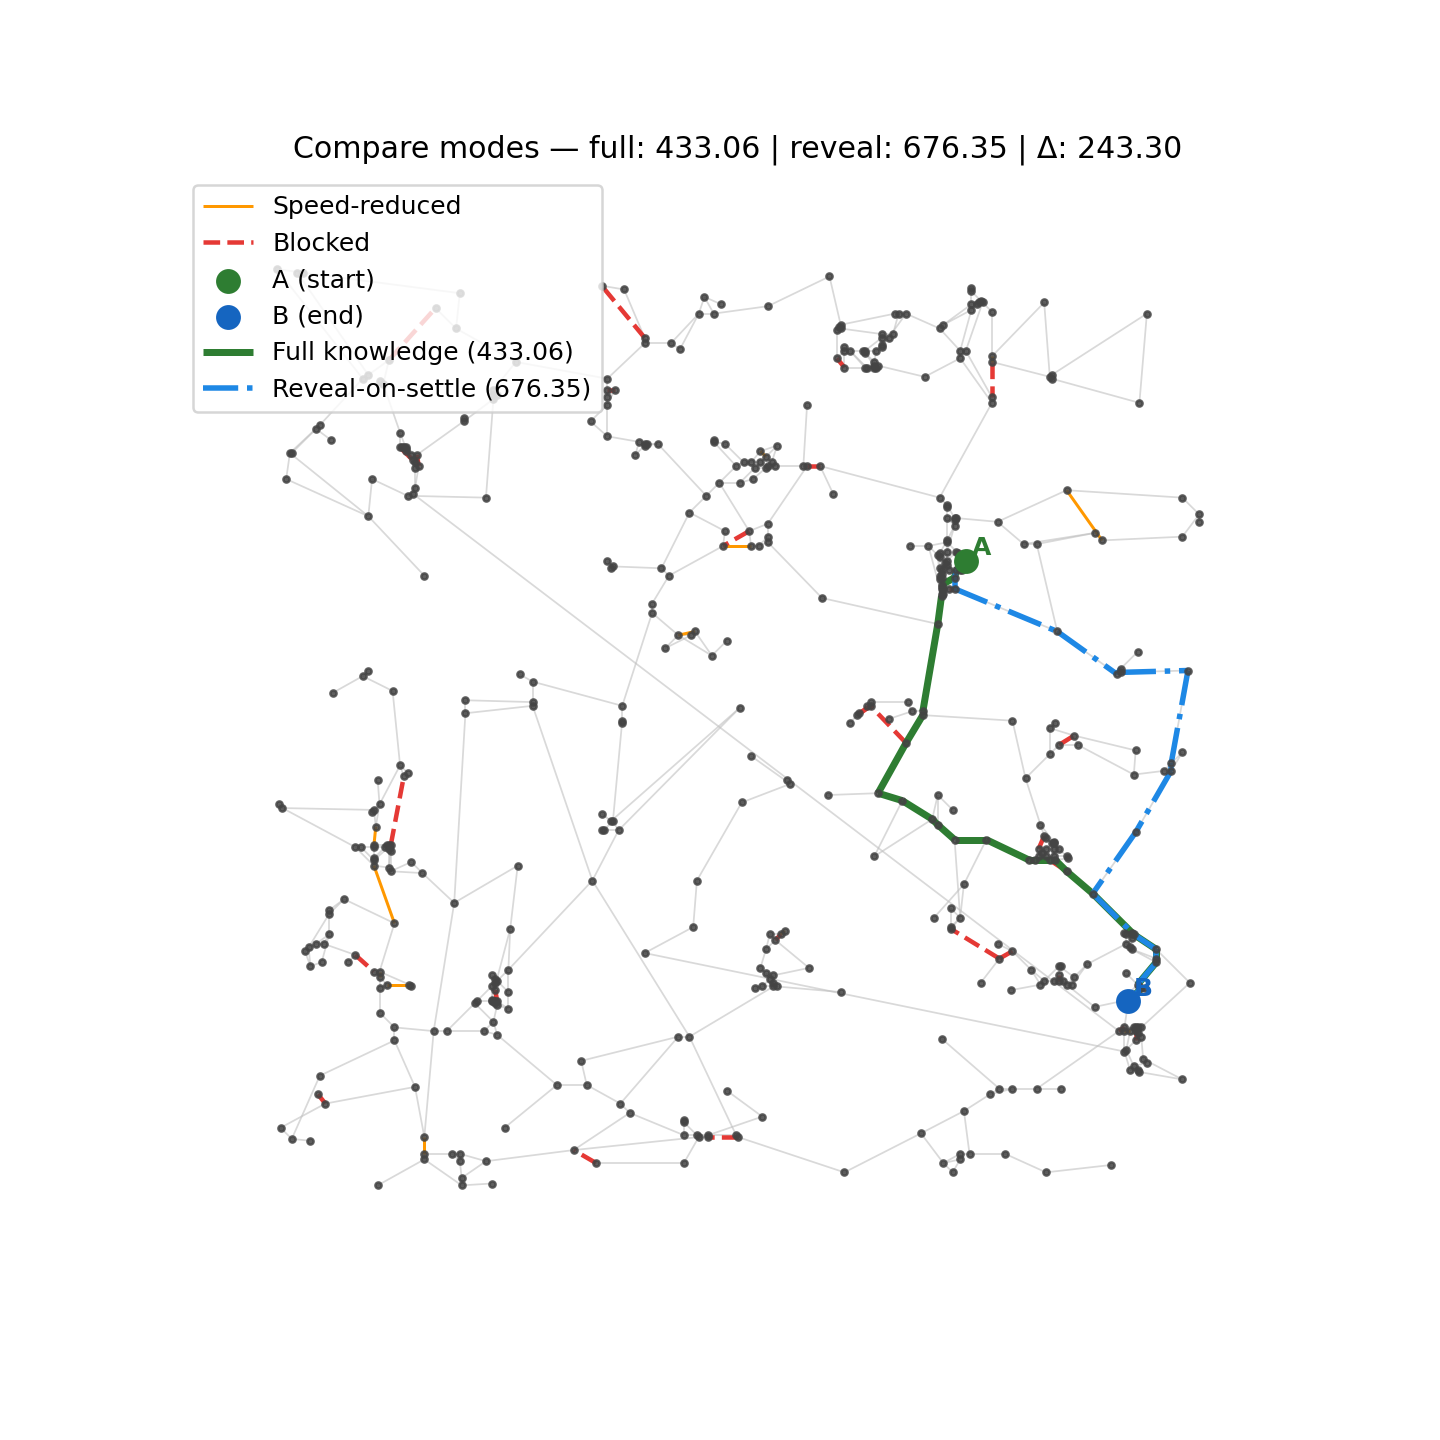 Compare modes — full: 433.06 | reveal: 676.35 | Δ: 243.30
Speed-reduced
Blocked
A (start)
B (end)
Full knowledge (433.06)
Reveal-on-settle (676.35)
A
B